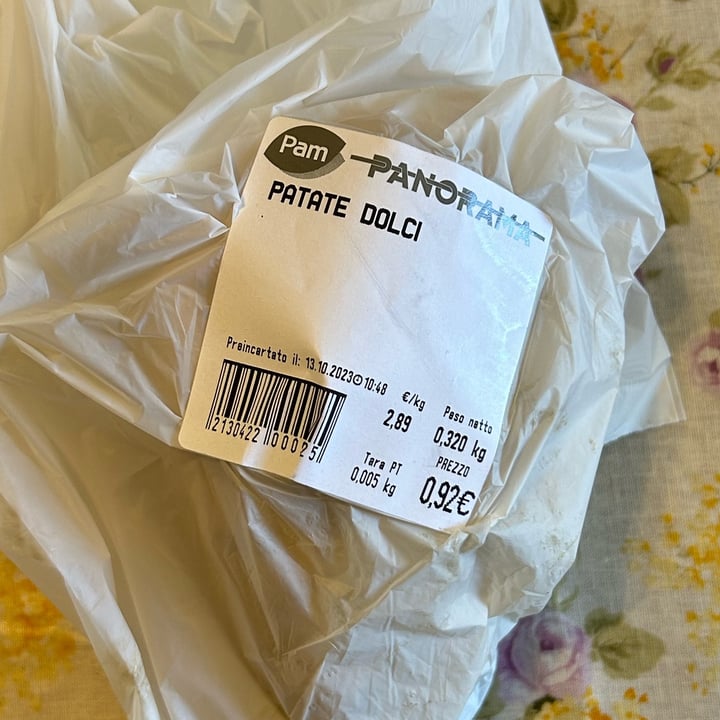 Pam PANORAMA
PATATE DOLCI
Preincartato il: 13.10.2023 10:48
€/kg Peso netto
2,89 0,320 kg
Tara PT PREZZO
0,005 kg 0,92€
2130422 00025